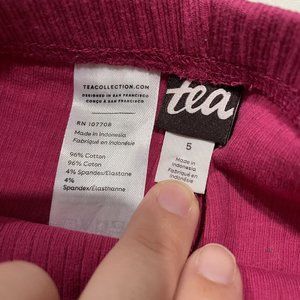 TEACOLLECTION.COM
DESIGNED IN SAN FRANCISCO
CONÇU À SAN FRANCISCO
RN 107708
Made in Indonesia
Fabriqué en Indonésie
96% Cotton
96% Coton
4% Spandex/Elastane
4%
Spandex/Élasthanne
tea
5
Made in
Indonesia
Fabriqué en
Indonésie